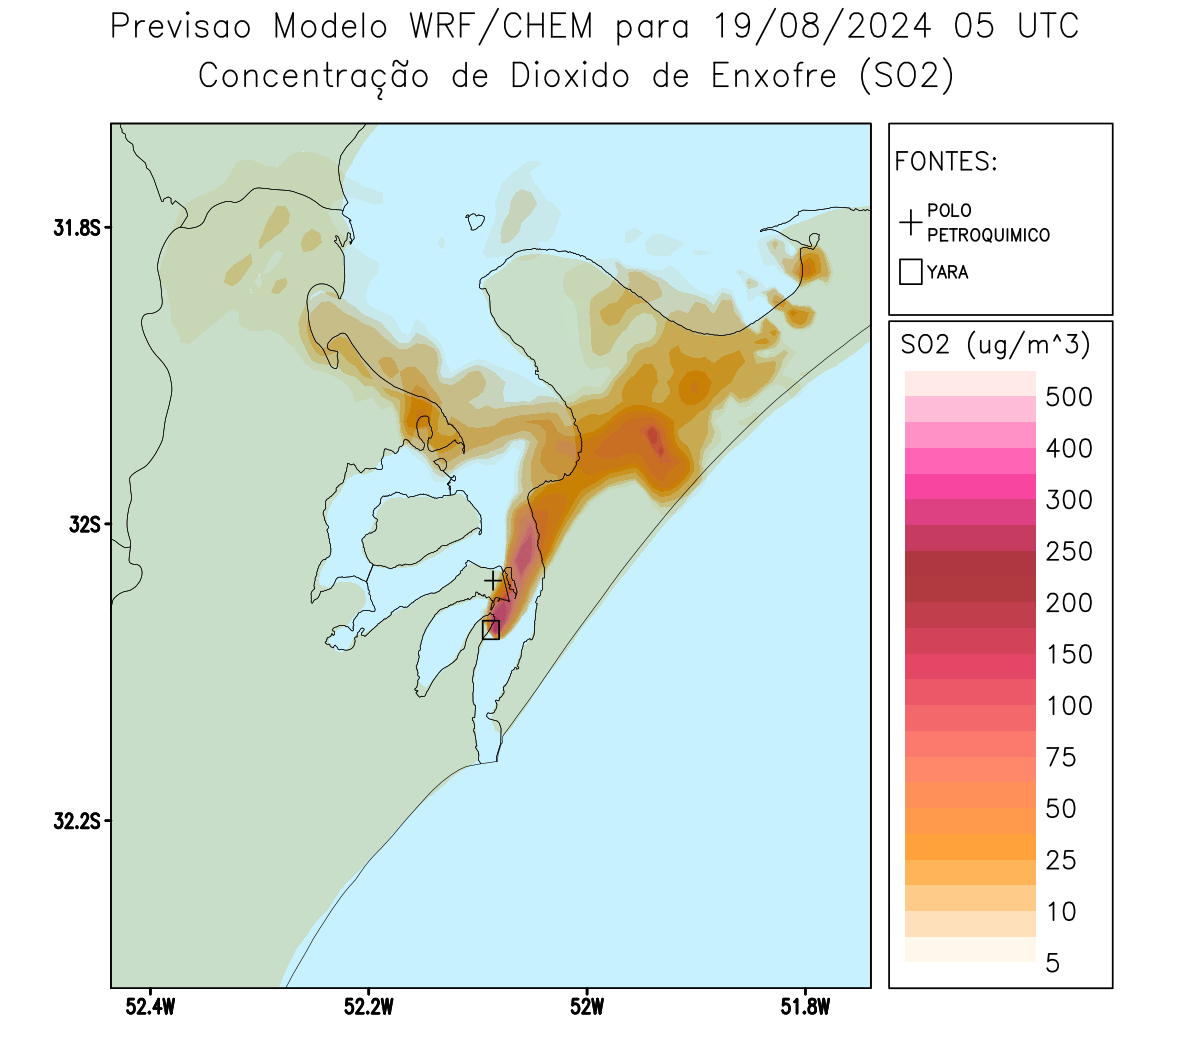 Previsao Modelo WRF/CHEM para 19/08/2024 05 UTC
Concentração de Dioxido de Enxofre (SO2)
FONTES:
POLO
PETROQUIMICO
YARA
31.8S
32S
32.2S
52.4W
52.2W
52W
51.8W
SO2 (ug/m^3)
500
400
300
250
200
150
100
75
50
25
10
5